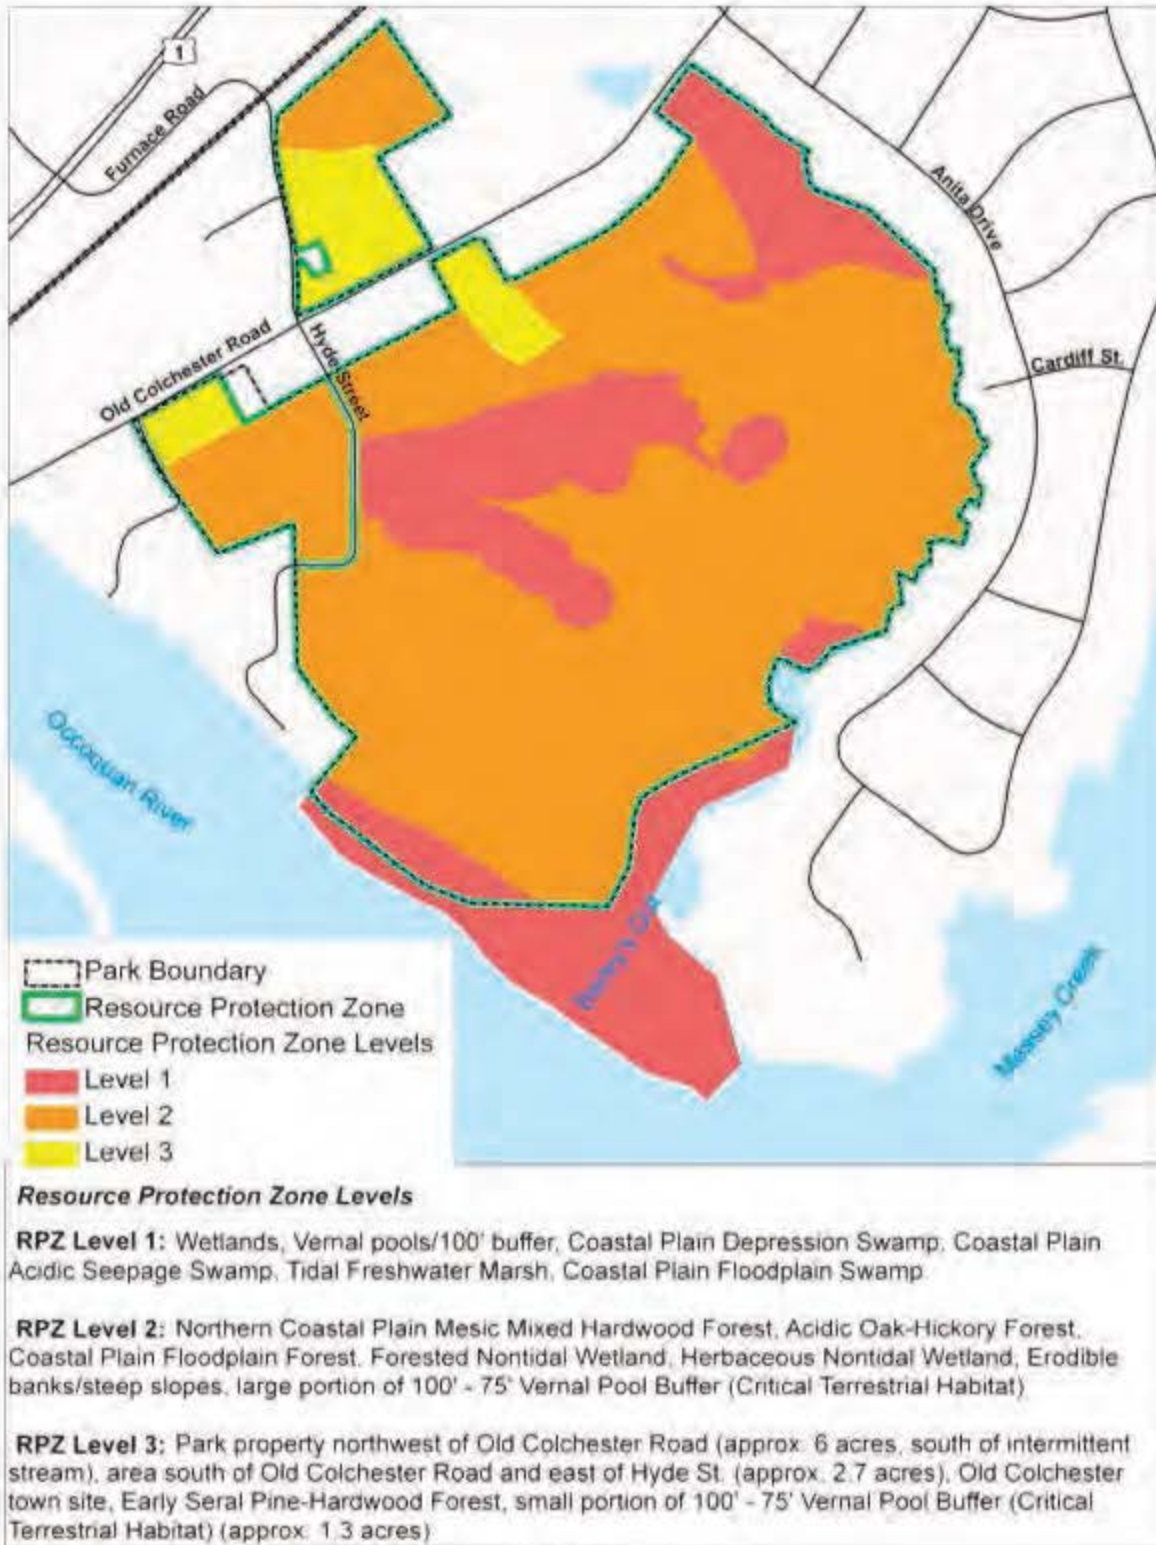 1
Furnace Road
Anita Drive
Cardiff St.
Old Colchester Road
Hyde Street
Occoquan River
Massey Creek
Park Boundary
Resource Protection Zone
Resource Protection Zone Levels
Level 1
Level 2
Level 3
Resource Protection Zone Levels
RPZ Level 1: Wetlands, Vernal pools/100' buffer, Coastal Plain Depression Swamp, Coastal Plain
Acidic Seepage Swamp, Tidal Freshwater Marsh, Coastal Plain Floodplain Swamp
RPZ Level 2: Northern Coastal Plain Mesic Mixed Hardwood Forest, Acidic Oak-Hickory Forest,
Coastal Plain Floodplain Forest, Forested Nontidal Wetland, Herbaceous Nontidal Wetland, Erodible
banks/steep slopes, large portion of 100' - 75' Vernal Pool Buffer (Critical Terrestrial Habitat)
RPZ Level 3: Park property northwest of Old Colchester Road (approx. 6 acres, south of intermittent
stream), area south of Old Colchester Road and east of Hyde St. (approx. 2.7 acres), Old Colchester
town site, Early Seral Pine-Hardwood Forest, small portion of 100' - 75' Vernal Pool Buffer (Critical
Terrestrial Habitat) (approx. 1.3 acres)